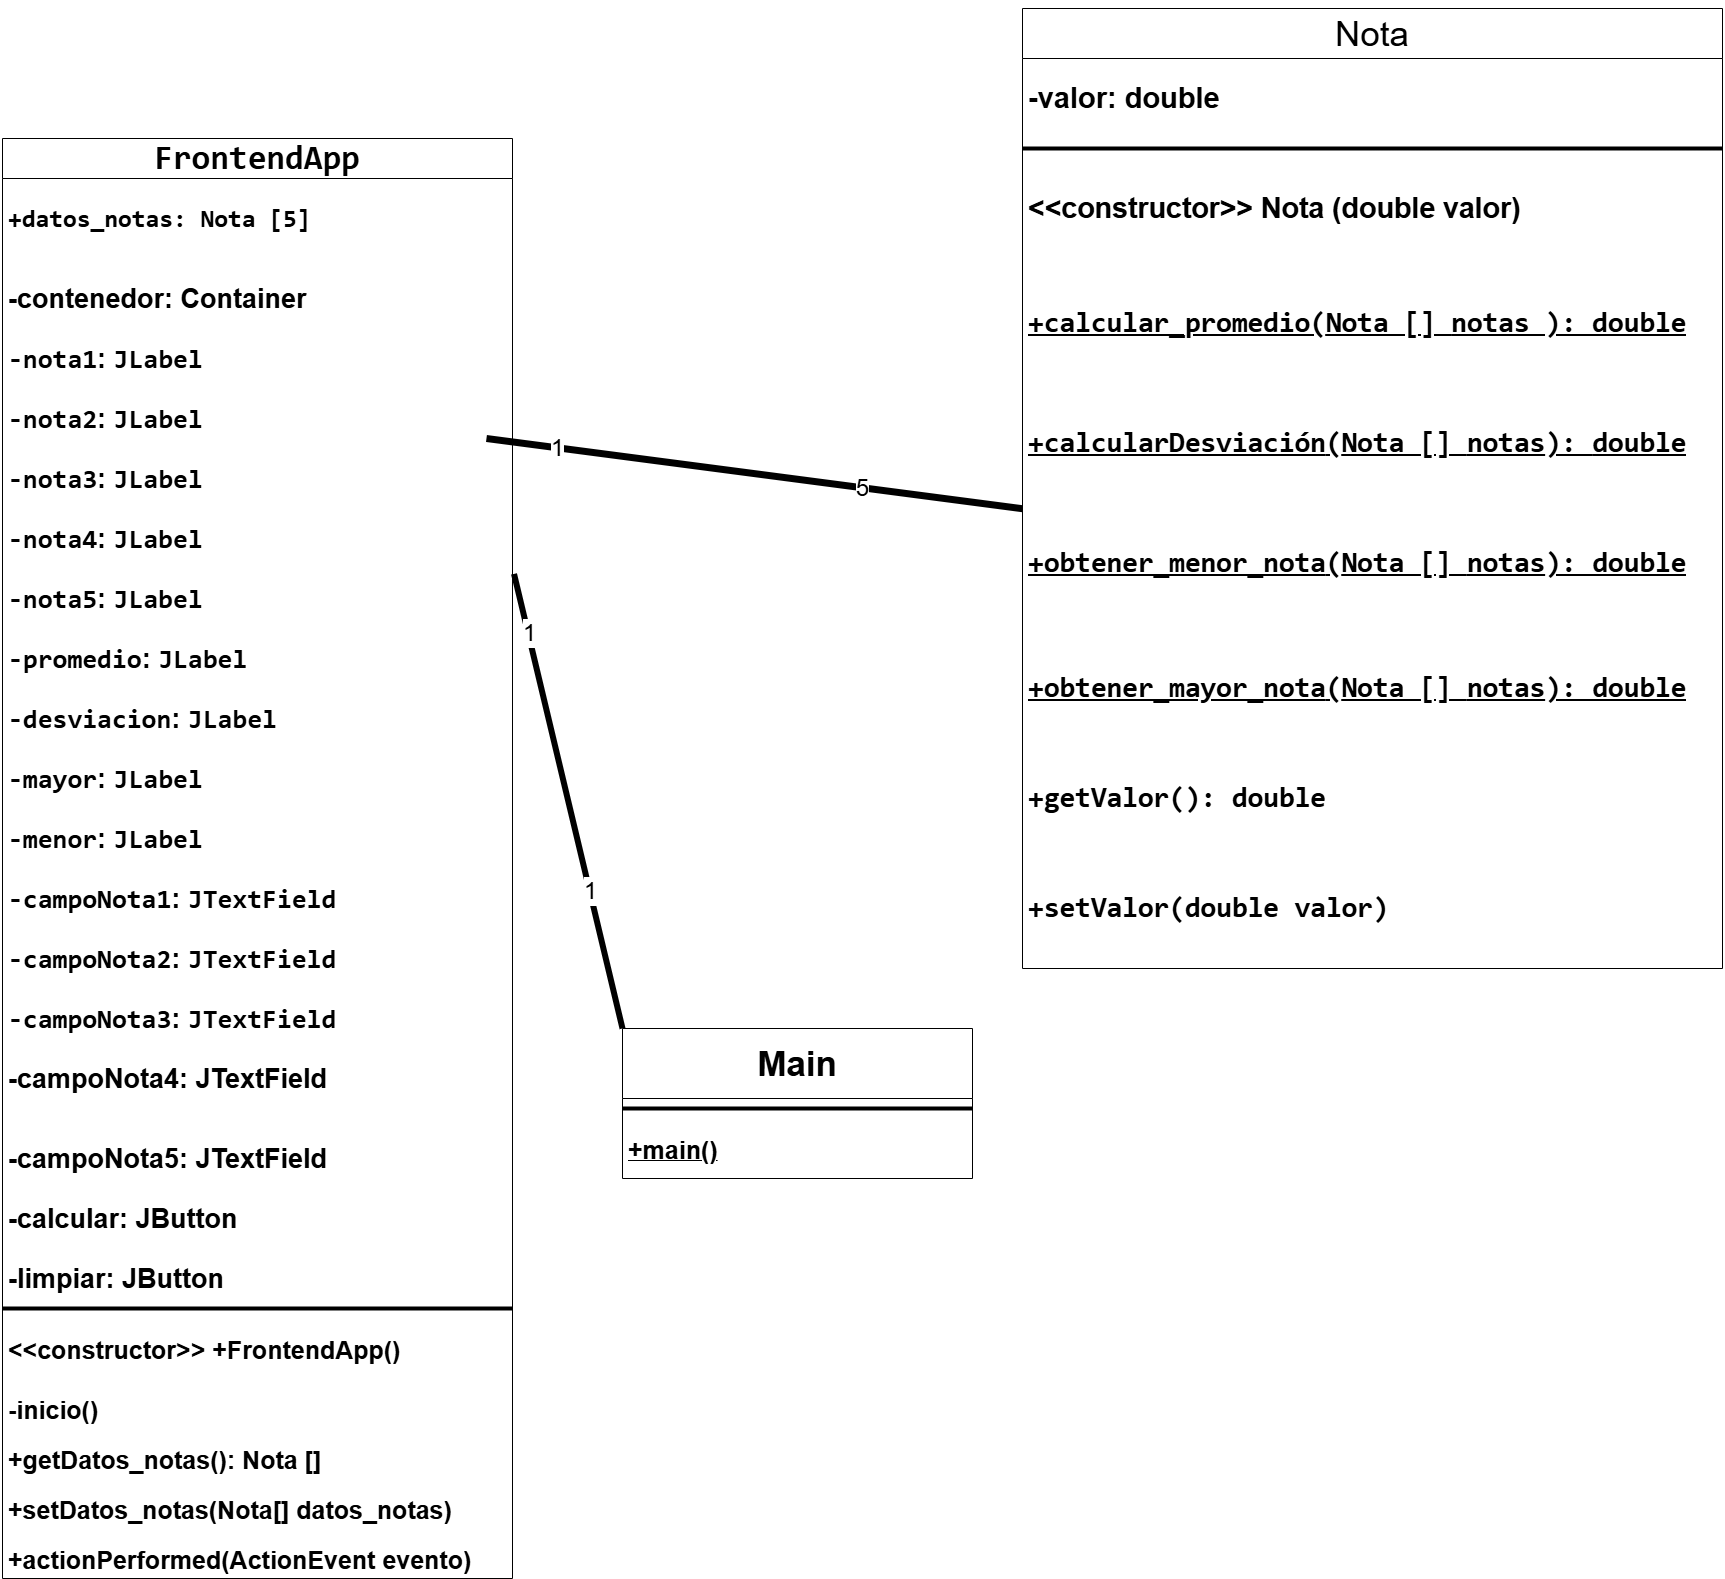 FrontendApp
+datos_notas: Nota [5]
-contenedor: Container
-nota1: JLabel
-nota2: JLabel
-nota3: JLabel
-nota4: JLabel
-nota5: JLabel
-promedio: JLabel
-desviacion: JLabel
-mayor: JLabel
-menor: JLabel
-campoNota1: JTextField
-campoNota2: JTextField
-campoNota3: JTextField
-campoNota4: JTextField
-campoNota5: JTextField
-calcular: JButton
-limpiar: JButton
<<constructor>> +FrontendApp()
-inicio()
+getDatos_notas(): Nota []
+setDatos_notas(Nota[] datos_notas)
+actionPerformed(ActionEvent evento)
1
5
1
1
Nota
-valor: double
<<constructor>> Nota (double valor)
+calcular_promedio(Nota [] notas ): double
+calcularDesviación(Nota [] notas): double
+obtener_menor_nota(Nota [] notas): double
+obtener_mayor_nota(Nota [] notas): double
+getValor(): double
+setValor(double valor)
Main
+main()